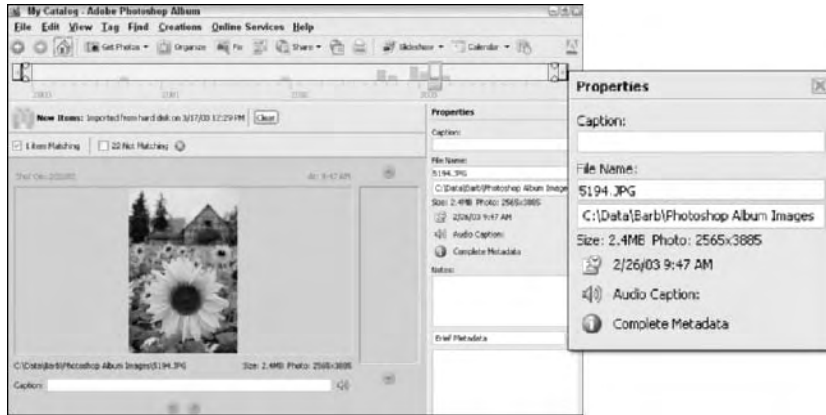 My Catalog - Adobe Photoshop Album
File Edit View Tag Find Creations Online Services Help
Get Photos Organize Fix Share Slideshow Calendar
2000 2001 2002 2003
New Items: Imported from hard disk on 3/17/03 12:29 PM Clear
1 item Matching 22 Not Matching
At: 9:47 AM
C:\Data\Barb\Photoshop Album Images\5194.JPG Size: 2.4MB Photo: 2565x3885
Caption:
Properties
Caption:
File Name:
5194.JPG
C:\Data\Barb\Photoshop Album Image
Size: 2.4MB Photo: 2565x3885
2/26/03 9:47 AM
Audio Caption:
Complete Metadata
Notes:
Brief Metadata
Properties
Caption:
File Name:
5194.JPG
C:\Data\Barb\Photoshop Album Images
Size: 2.4MB Photo: 2565x3885
2/26/03 9:47 AM
Audio Caption:
Complete Metadata